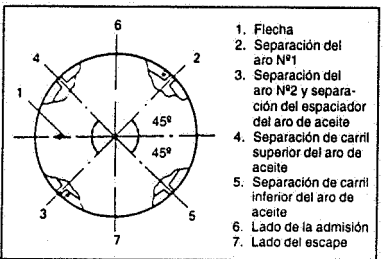 6
4
2
1
45º
45º
3
5
7
1. Flecha
2. Separación del
aro Nº1
3. Separación del
aro Nº2 y separa-
ción del espaciador
del aro de aceite
4. Separación de carril
superior del aro de
aceite
5. Separación de carril
inferior del aro de
aceite
6. Lado de la admisión
7. Lado del escape